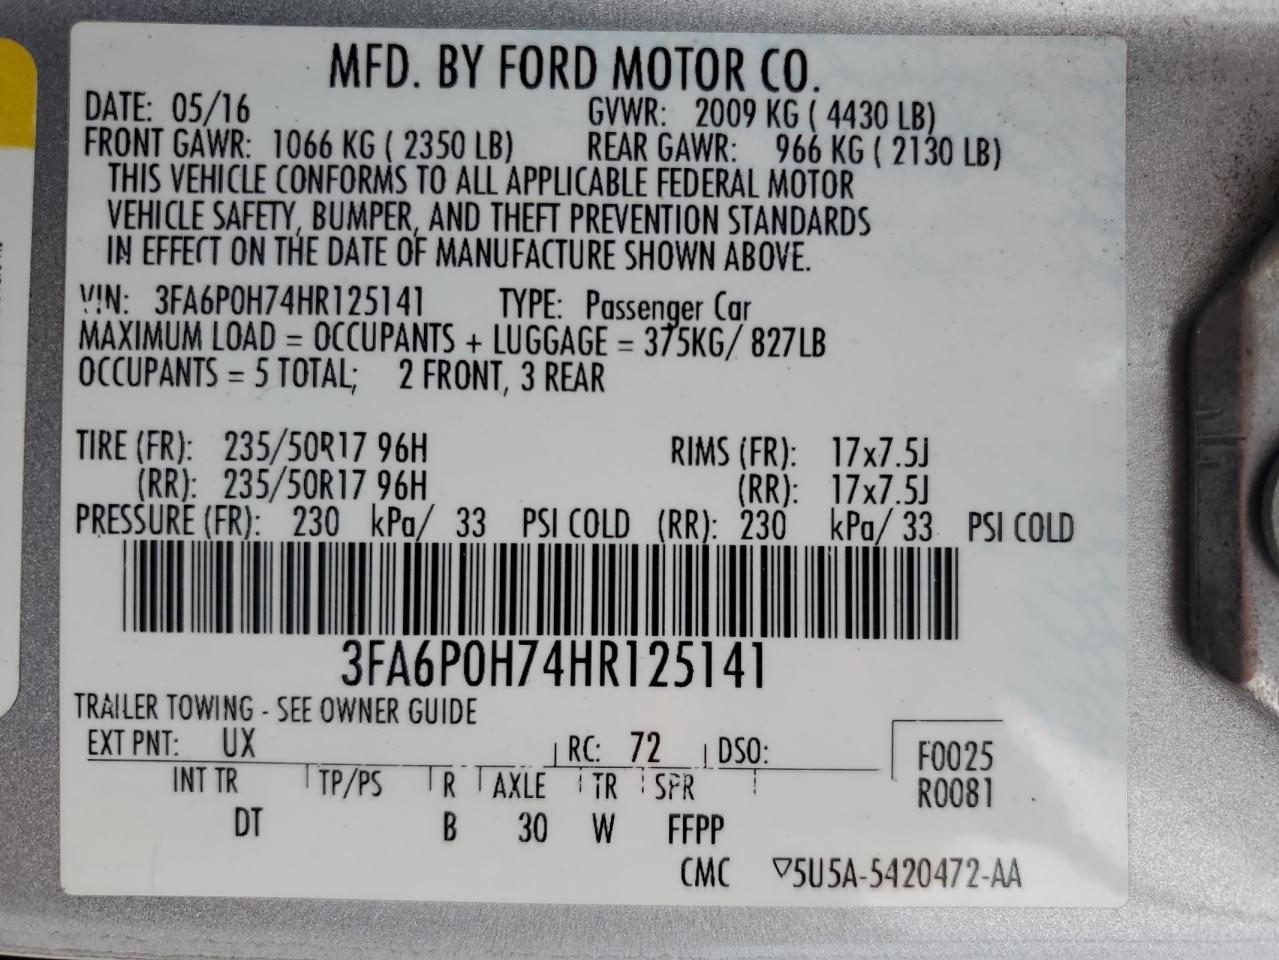 MFD. BY FORD MOTOR CO.
DATE: 05/16 GVWR: 2009 KG ( 4430 LB)
FRONT GAWR: 1066 KG ( 2350 LB) REAR GAWR: 966 KG ( 2130 LB)
THIS VEHICLE CONFORMS TO ALL APPLICABLE FEDERAL MOTOR
VEHICLE SAFETY, BUMPER, AND THEFT PREVENTION STANDARDS
IN EFFECT ON THE DATE OF MANUFACTURE SHOWN ABOVE.
VIN: 3FA6P0H74HR125141 TYPE: Passenger Car
MAXIMUM LOAD = OCCUPANTS + LUGGAGE = 375KG/ 827LB
OCCUPANTS = 5 TOTAL; 2 FRONT, 3 REAR
TIRE (FR): 235/50R17 96H RIMS (FR): 17x7.5J
(RR): 235/50R17 96H (RR): 17x7.5J
PRESSURE (FR): 230 kPa/ 33 PSI COLD (RR): 230 kPa/ 33 PSI COLD
3FA6P0H74HR125141
TRAILER TOWING - SEE OWNER GUIDE
EXT PNT: UX RC: 72 DSO: F0025
INT TR TP/PS R AXLE TR SPR R0081
DT B 30 W FFPP
CMC ▽5U5A-5420472-AA